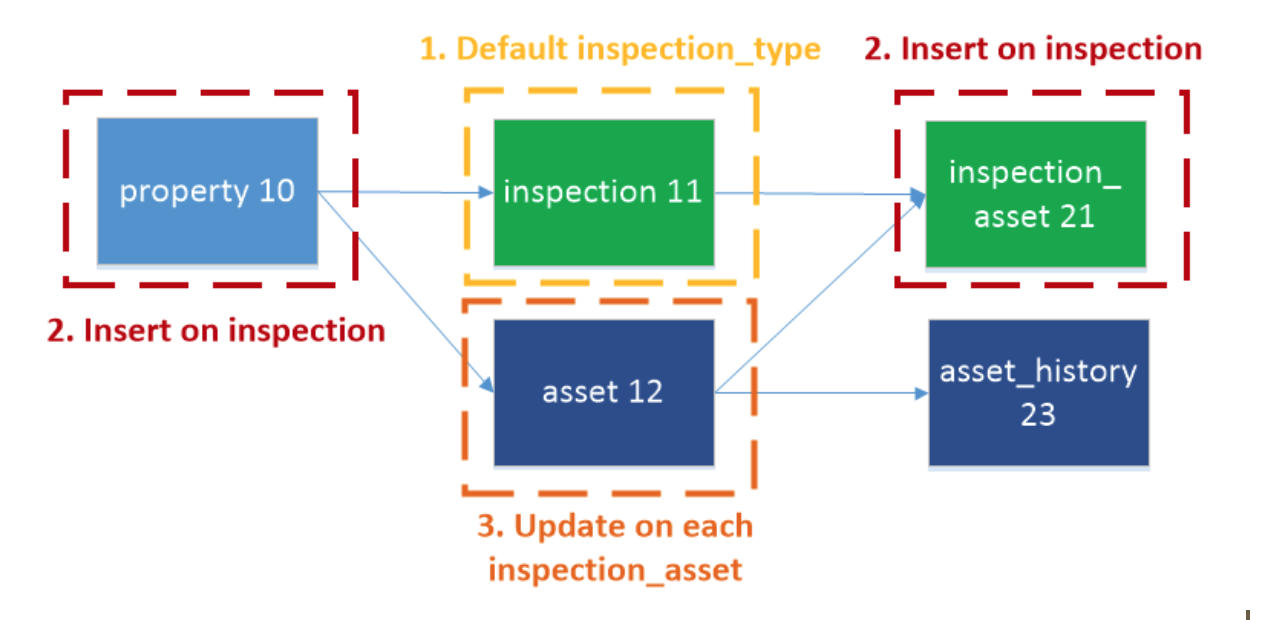 1. Default inspection_type
2. Insert on inspection
property 10
inspection 11
inspection_
asset 21
2. Insert on inspection
asset 12
asset_history
23
3. Update on each
inspection_asset